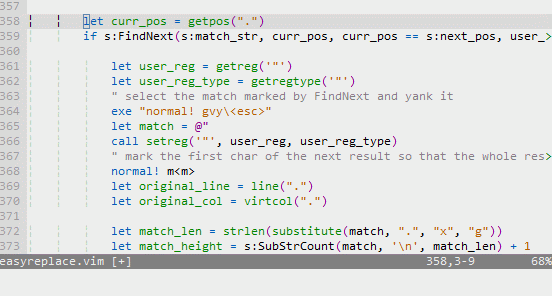 357
358 let curr_pos = getpos(".")
359 if s:FindNext(s:match_str, curr_pos, curr_pos == s:next_pos, user_>
360
361 let user_reg = getreg('"')
362 let user_reg_type = getregtype('"')
363 " select the match marked by FindNext and yank it
364 exe "normal! gvy\<esc>"
365 let match = @"
366 call setreg('"', user_reg, user_reg_type)
367 " mark the first char of the next result so that the whole res>
368 normal! m<m>
369 let original_line = line(".")
370 let original_col = virtcol(".")
371
372 let match_len = strlen(substitute(match, ".", "x", "g"))
373 let match_height = s:SubStrCount(match, '\n', match_len) + 1
easyreplace.vim [+] 358,3-9 68%